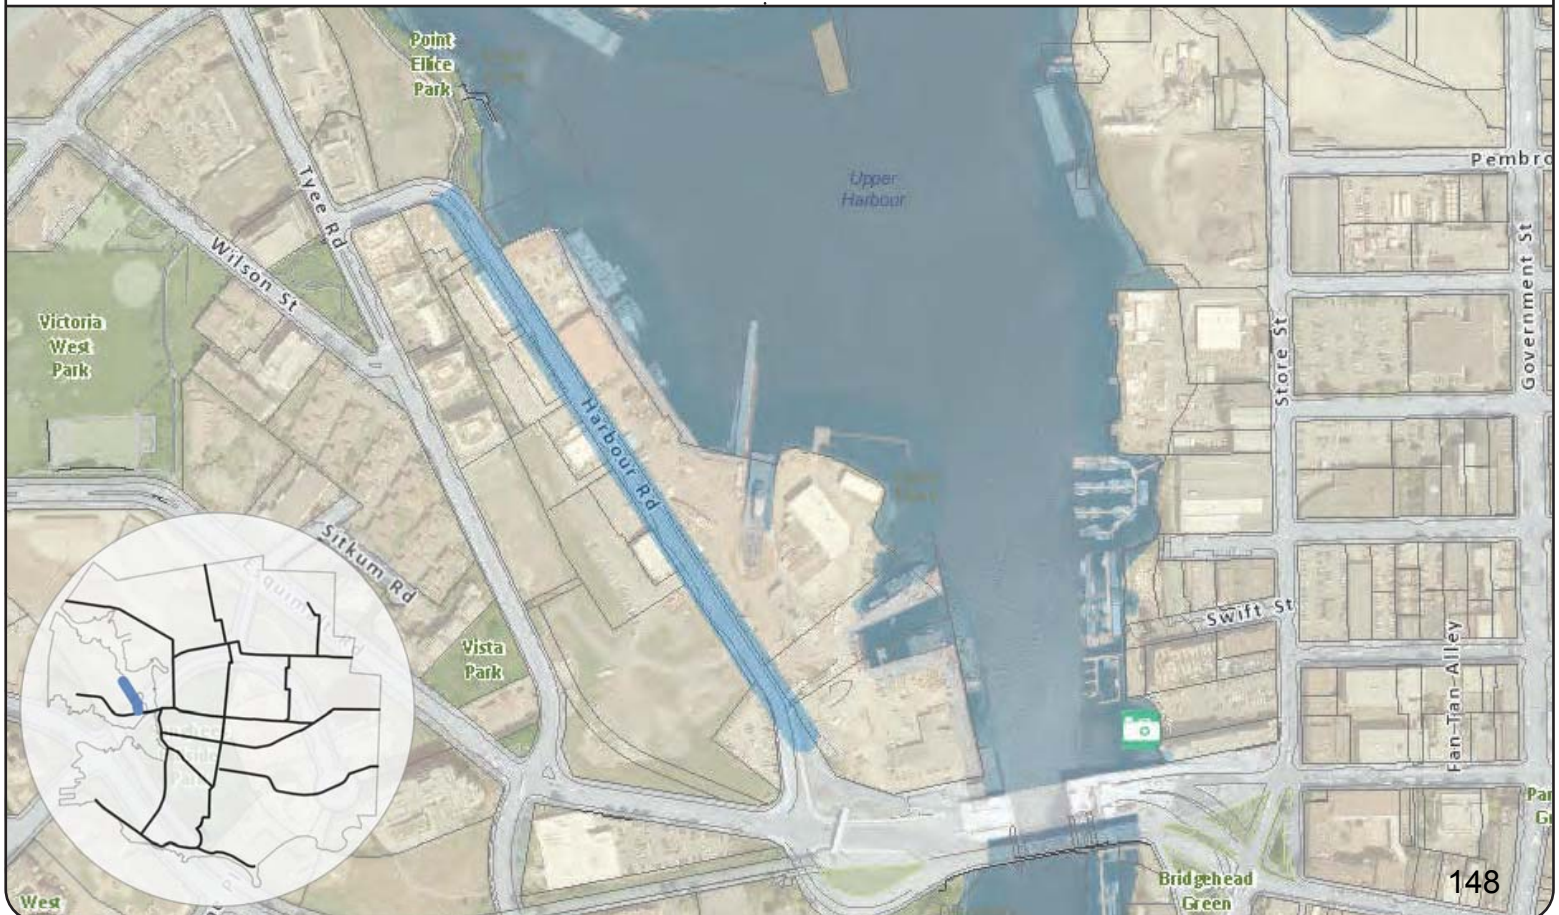 Point
Ellice
Park
Upper
Harbour
Pembro
Tyee Rd
Wilson St
Government St
Victoria
West
Park
Store St
Harbour Rd
Sitkum Rd
Swift St
Vista
Park
Fan-Tan Alley
Par
Bridgehead
Green
148
West